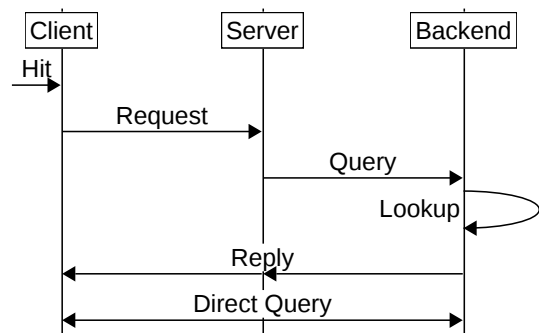 Client Server Backend
Hit
Request
Query
Lookup
Reply
Direct Query